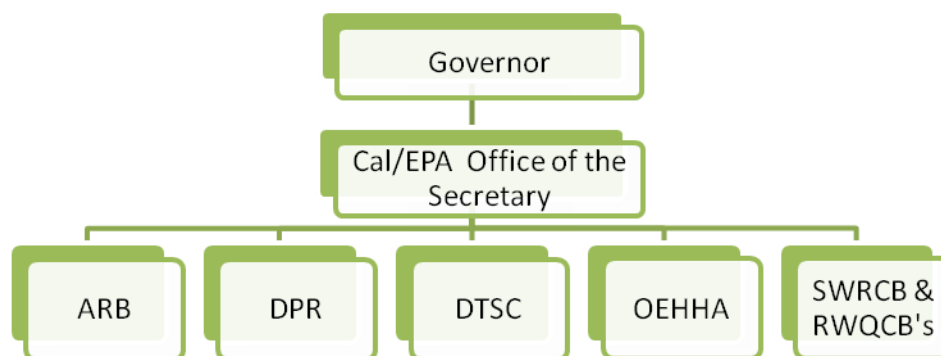 Governor
Cal/EPA Office of the
Secretary
ARB
DPR
DTSC
OEHHA
SWRCB &
RWQCB's